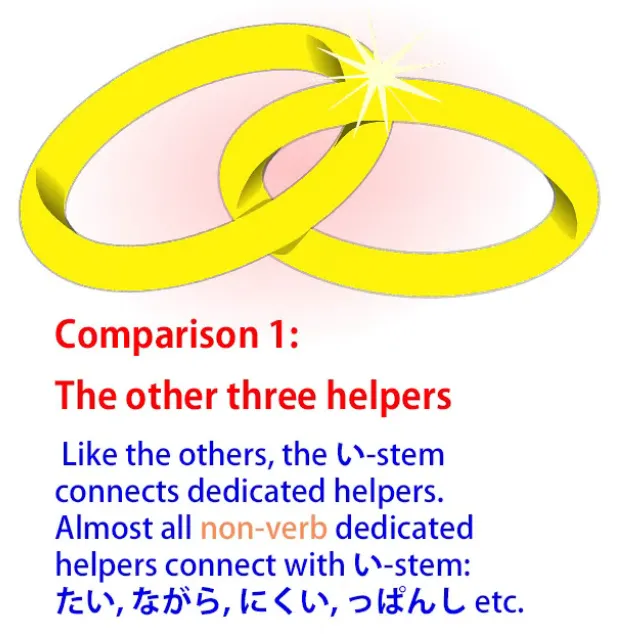 Comparison 1:
The other three helpers
Like the others, the い-stem
connects dedicated helpers.
Almost all non-verb dedicated
helpers connect with い-stem:
たい, ながら, にくい, っぱんし etc.